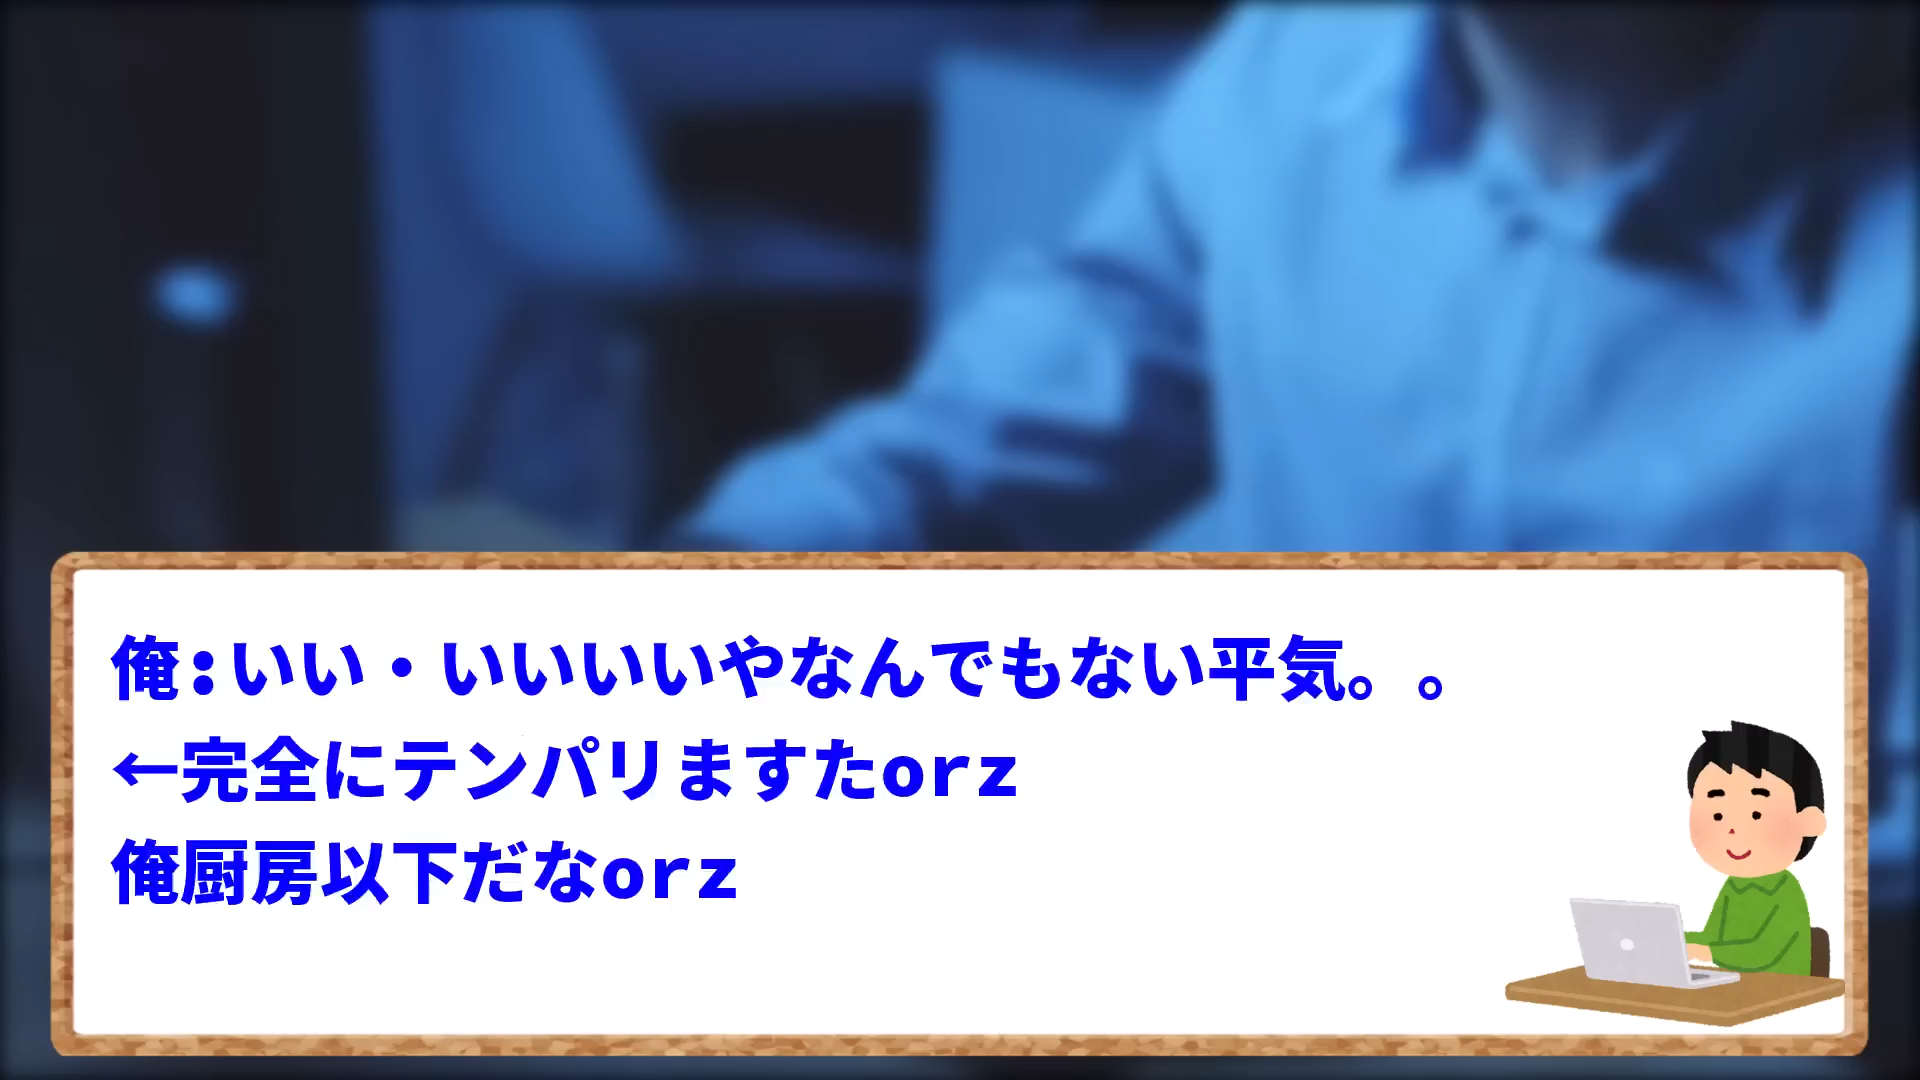 俺:いい・いいいいやなんでもない平気。。
←完全にテンパリますたorz
俺厨房以下だなorz